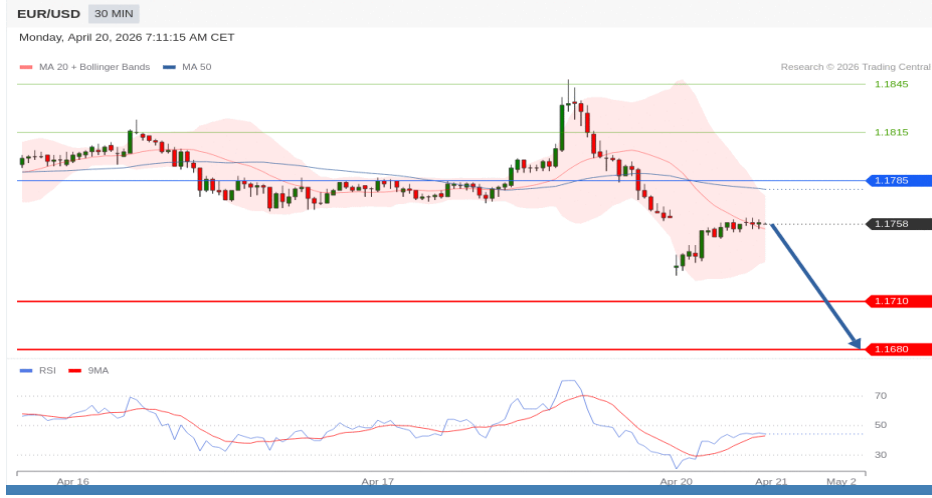 EUR/USD 30 MIN
Monday, April 20, 2026 7:11:15 AM CET
MA 20 + Bollinger Bands MA 50 Research © 2026 Trading Central
1.1845
1.1815
1.1785
1.1758
1.1710
1.1680
RSI 9MA
70
50
30
Apr 16 Apr 17 Apr 20 Apr 21 May 2